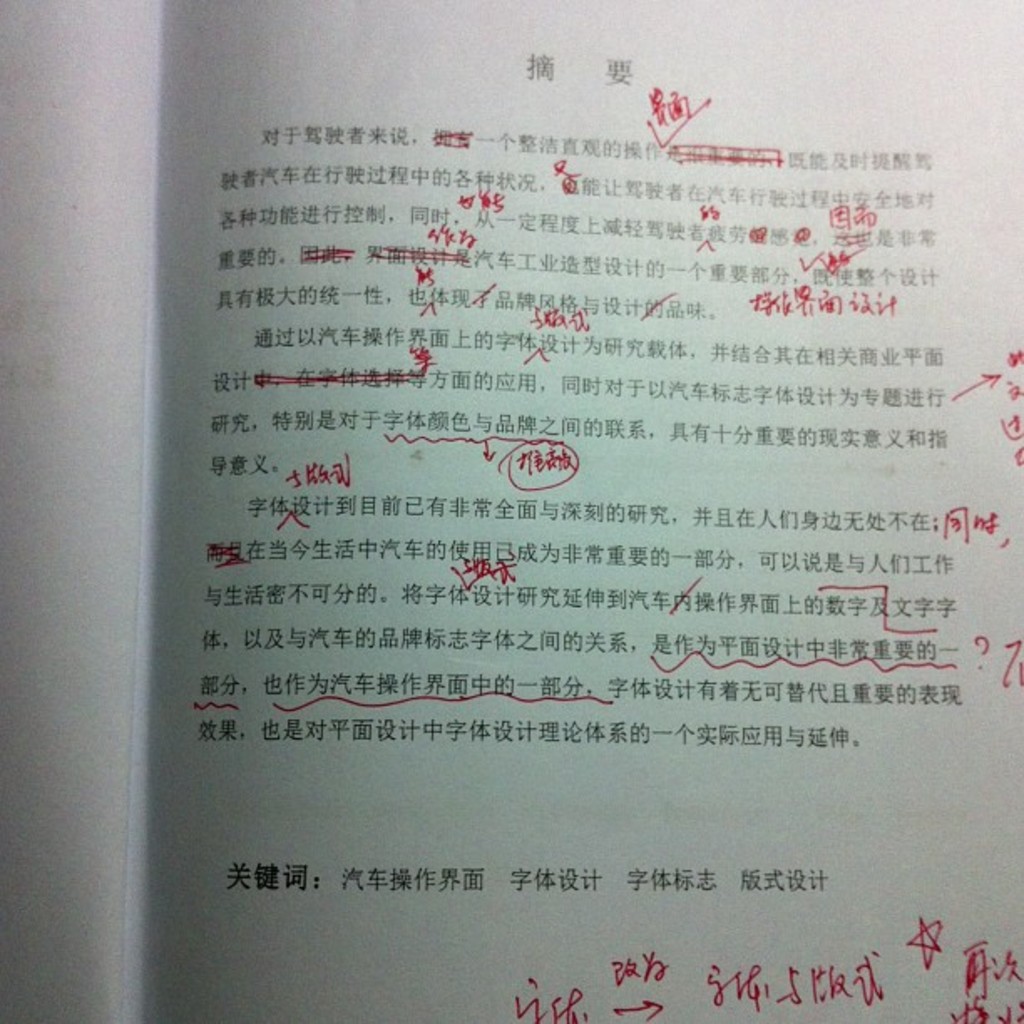 摘 要
界面
对于驾驶者来说，拥有一个整洁直观的操作是很重要的，既能及时提醒驾
驶者汽车在行驶过程中的各种状况，也能让驾驶者在汽车行驶过程中安全地对
也能 的 因而
各种功能进行控制，同时，从一定程度上减轻驾驶者疲劳的感觉，这也是非常
作为
重要的。因此，界面设计是汽车工业造型设计的一个重要部分，既使整个设计
能
具有极大的统一性，也体现了品牌风格与设计的品味。 操作界面设计
与版式
通过以汽车操作界面上的字体设计为研究载体，并结合其在相关商业平面
等
设计中，在字体选择等方面的应用，同时对于以汽车标志字体设计为专题进行
研究，特别是对于字体颜色与品牌之间的联系，具有十分重要的现实意义和指
导意义。
与版式
字体设计到目前已有非常全面与深刻的研究，并且在人们身边无处不在；同时，
而且在当今生活中汽车的使用已成为非常重要的一部分，可以说是与人们工作
与版式
与生活密不可分的。将字体设计研究延伸到汽车内操作界面上的数字及文字字
体，以及与汽车的品牌标志字体之间的关系，是作为平面设计中非常重要的一 ？
部分，也作为汽车操作界面中的一部分，字体设计有着无可替代且重要的表现
效果，也是对平面设计中字体设计理论体系的一个实际应用与延伸。
关键词：汽车操作界面 字体设计 字体标志 版式设计
字体 改为 → 字体与版式 ☆ 再次